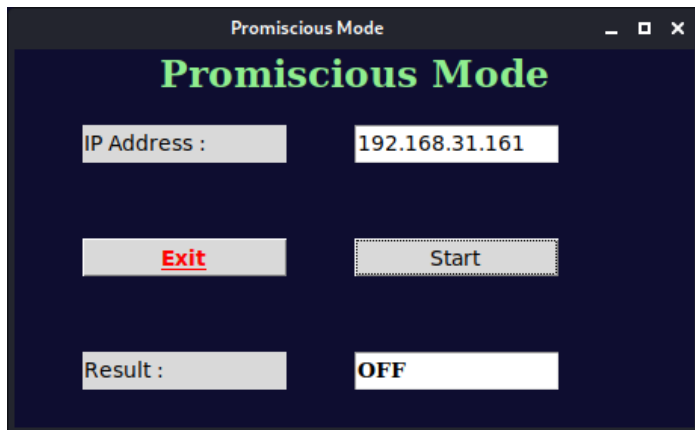 Promiscious Mode
Promiscious Mode
IP Address : 192.168.31.161
Exit Start
Result : OFF